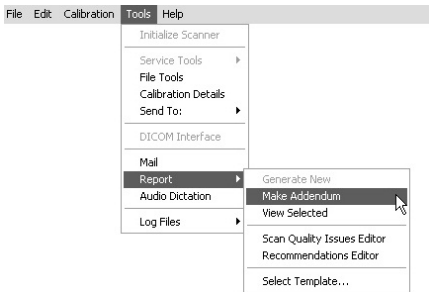 File Edit Calibration Tools Help
Initialize Scanner
Service Tools
File Tools
Calibration Details
Send To:
DICOM Interface
Mail
Report
Audio Dictation
Log Files
Generate New
Make Addendum
View Selected
Scan Quality Issues Editor
Recommendations Editor
Select Template...